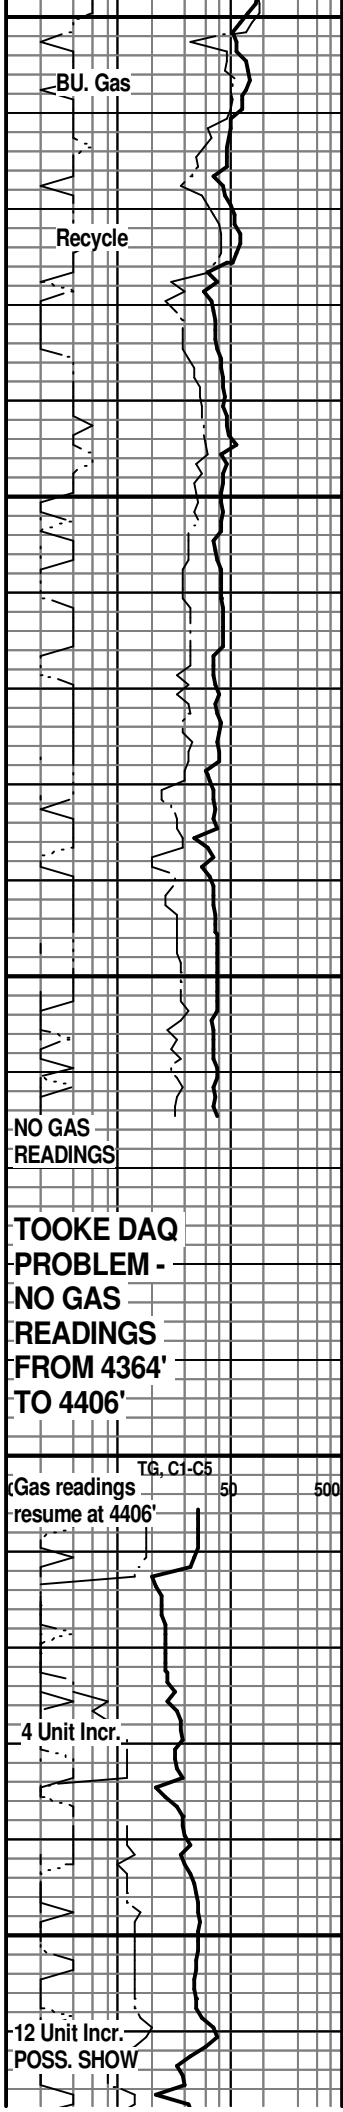 BU. Gas
Recycle
NO GAS
READINGS
TOOKE DAQ
PROBLEM -
NO GAS
READINGS
FROM 4364'
TO 4406'
TG, C1-C5
50 500
Gas readings
resume at 4406'
4 Unit Incr.
12 Unit Incr.
POSS. SHOW